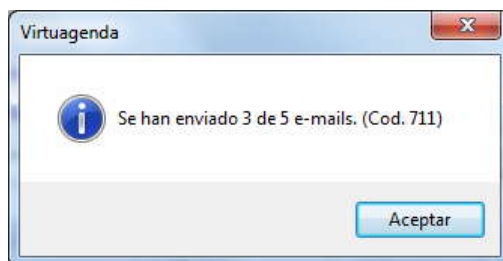 Virtuagenda
Se han enviado 3 de 5 e-mails. (Cod. 711)
Aceptar